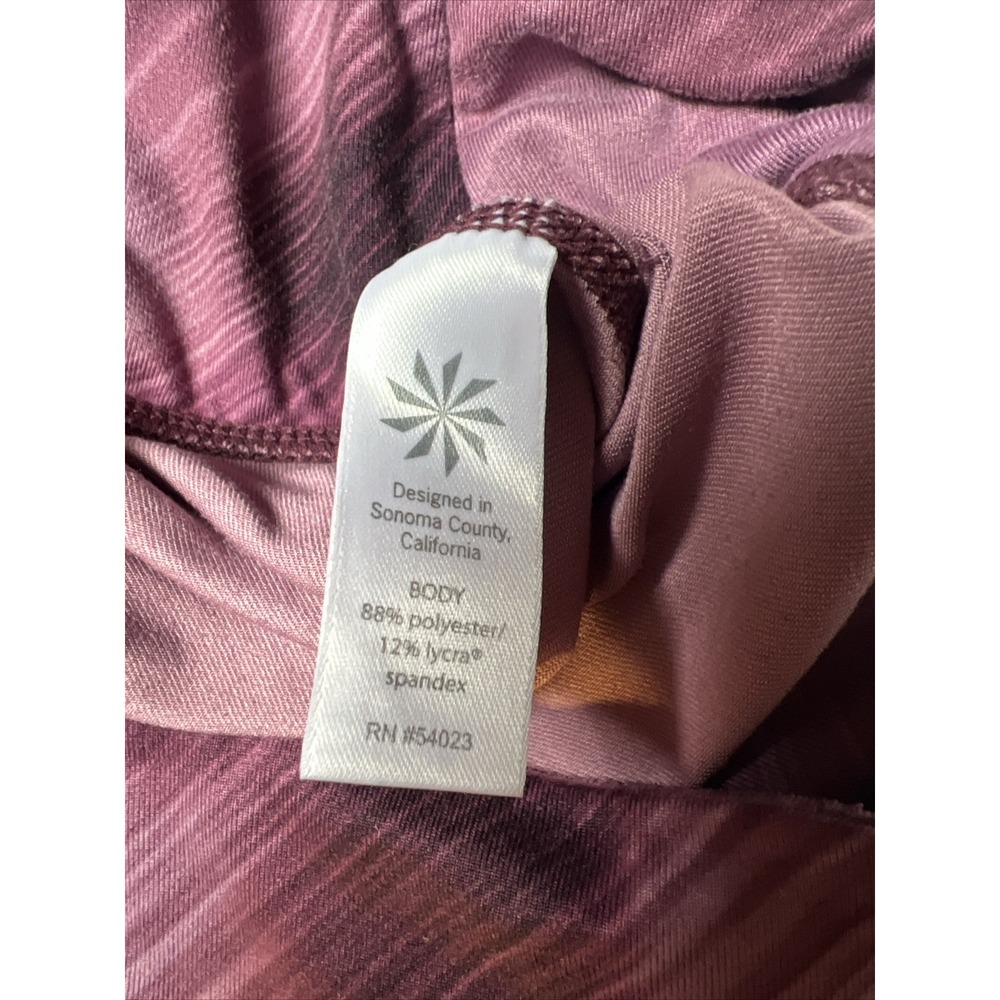 Designed in
Sonoma County,
California
BODY
88% polyester/
12% lycra®
spandex
RN #54023